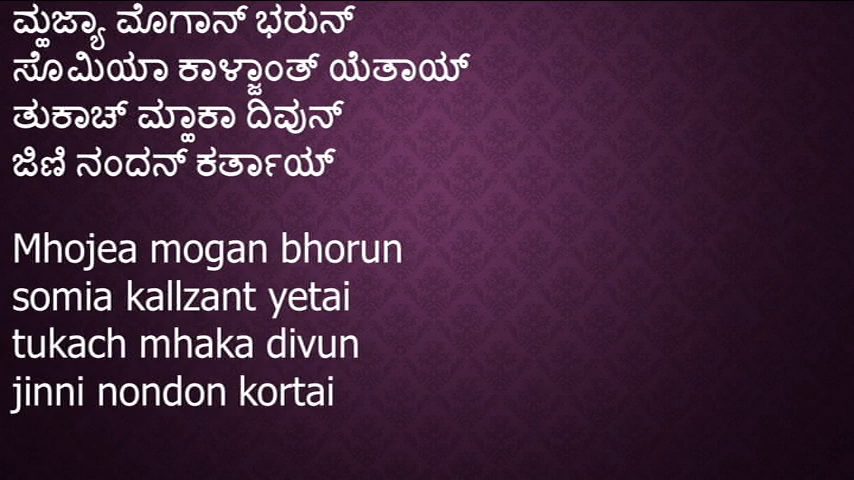 ಮ್ಹಜ್ಯಾ ಮೊಗಾನ್ ಭರುನ್
ಸೊಮಿಯಾ ಕಾಳ್ಜಾಂತ್ ಯೆತಾಯ್
ತುಕಾಚ್ ಮ್ಹಾಕಾ ದಿವುನ್
ಜಿಣಿ ನಂದನ್ ಕರ್ತಾಯ್
Mhojea mogan bhorun
somia kallzant yetai
tukach mhaka divun
jinni nondon kortai